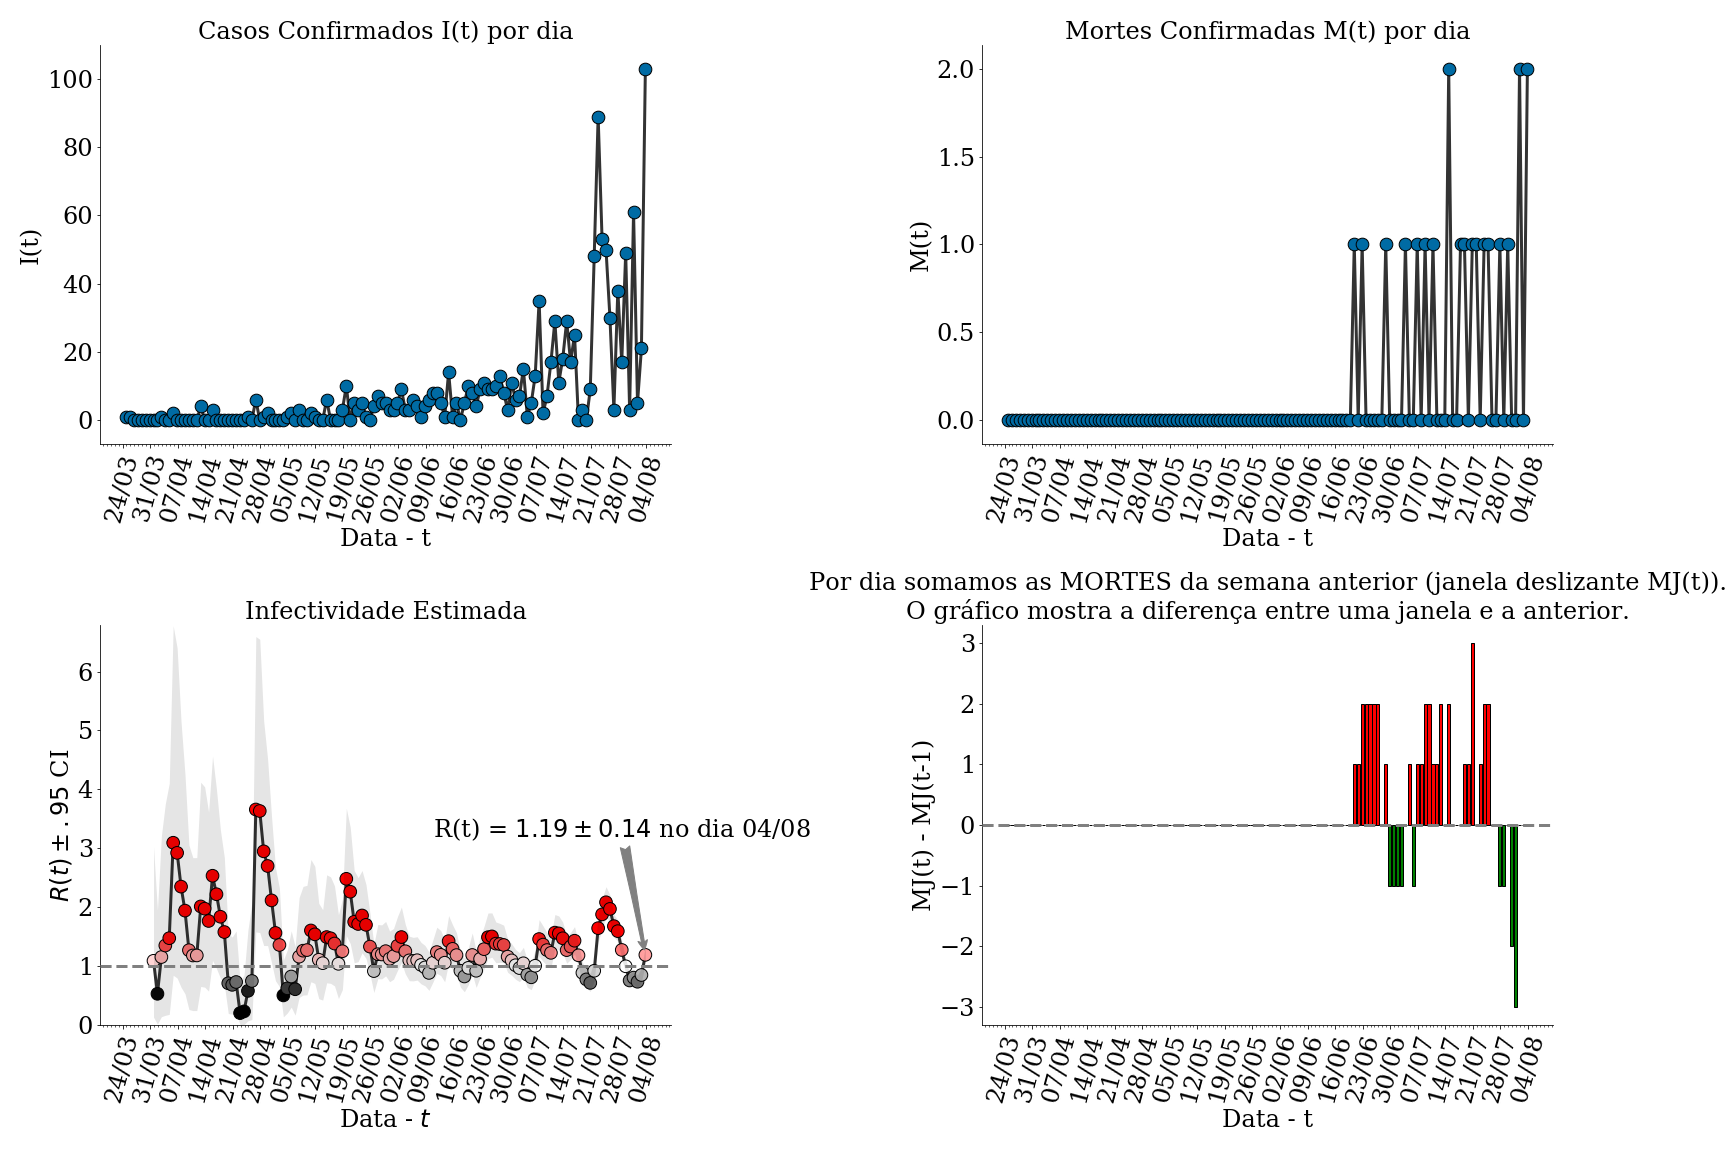 Casos Confirmados I(t) por dia
I(t)
100
80
60
40
20
0
24/03 31/03 07/04 14/04 21/04 28/04 05/05 12/05 19/05 26/05 02/06 09/06 16/06 23/06 30/06 07/07 14/07 21/07 28/07 04/08
Data - t
Mortes Confirmadas M(t) por dia
M(t)
2.0
1.5
1.0
0.5
0.0
24/03 31/03 07/04 14/04 21/04 28/04 05/05 12/05 19/05 26/05 02/06 09/06 16/06 23/06 30/06 07/07 14/07 21/07 28/07 04/08
Data - t
Infectividade Estimada
R(t) ± .95 CI
6
5
4
3
2
1
0
R(t) = 1.19 ± 0.14 no dia 04/08
24/03 31/03 07/04 14/04 21/04 28/04 05/05 12/05 19/05 26/05 02/06 09/06 16/06 23/06 30/06 07/07 14/07 21/07 28/07 04/08
Data - t
Por dia somamos as MORTES da semana anterior (janela deslizante MJ(t)).
O gráfico mostra a diferença entre uma janela e a anterior.
MJ(t) - MJ(t-1)
3
2
1
0
−1
−2
−3
24/03 31/03 07/04 14/04 21/04 28/04 05/05 12/05 19/05 26/05 02/06 09/06 16/06 23/06 30/06 07/07 14/07 21/07 28/07 04/08
Data - t